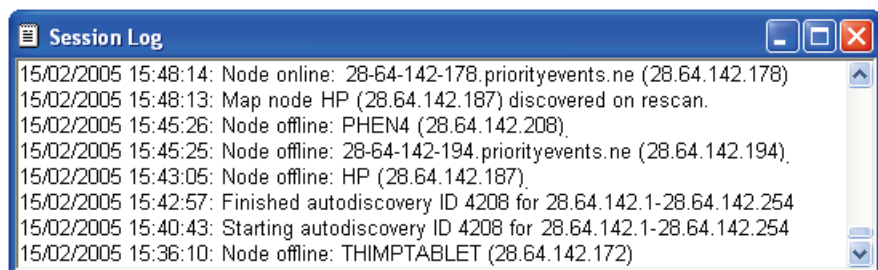 Session Log
15/02/2005 15:48:14: Node online: 28-64-142-178.priorityevents.ne (28.64.142.178)
15/02/2005 15:48:13: Map node HP (28.64.142.187) discovered on rescan.
15/02/2005 15:45:26: Node offline: PHEN4 (28.64.142.208)
15/02/2005 15:45:25: Node offline: 28-64-142-194.priorityevents.ne (28.64.142.194)
15/02/2005 15:43:05: Node offline: HP (28.64.142.187)
15/02/2005 15:42:57: Finished autodiscovery ID 4208 for 28.64.142.1-28.64.142.254
15/02/2005 15:40:43: Starting autodiscovery ID 4208 for 28.64.142.1-28.64.142.254
15/02/2005 15:36:10: Node offline: THIMPTABLET (28.64.142.172)